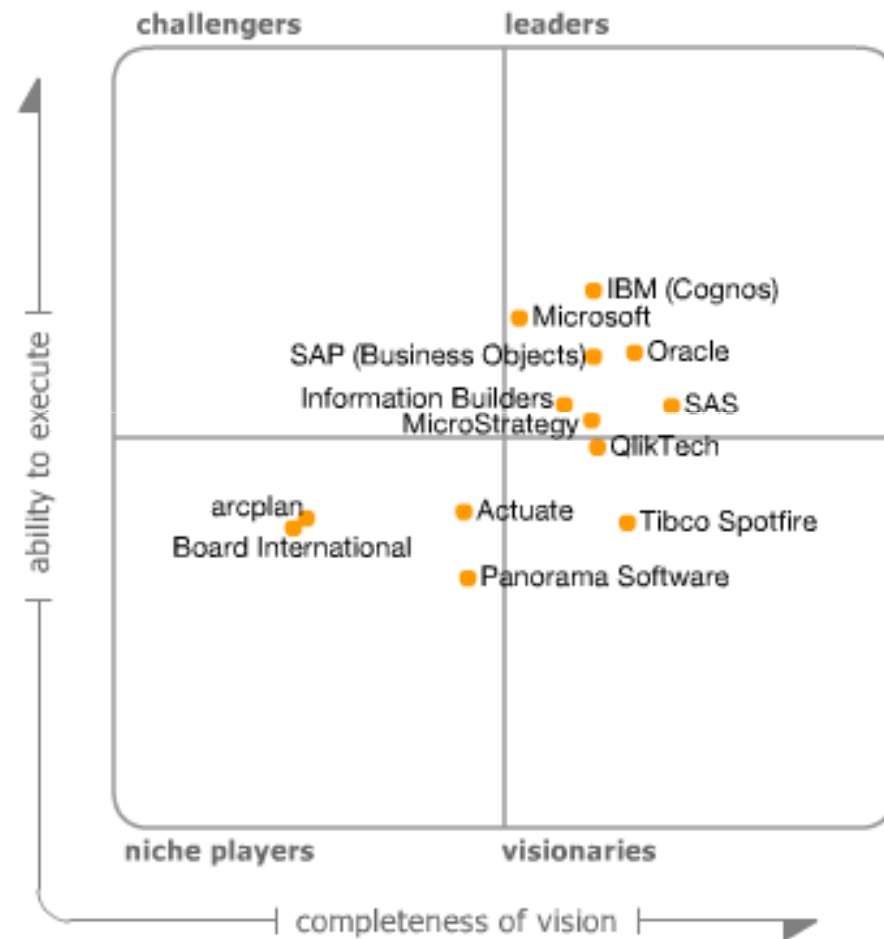 challengers
leaders
IBM (Cognos)
Microsoft
SAP (Business Objects)
Oracle
Information Builders
SAS
MicroStrategy
QlikTech
ability to execute
arcplan
Actuate
Tibco Spotfire
Board International
Panorama Software
niche players
visionaries
completeness of vision